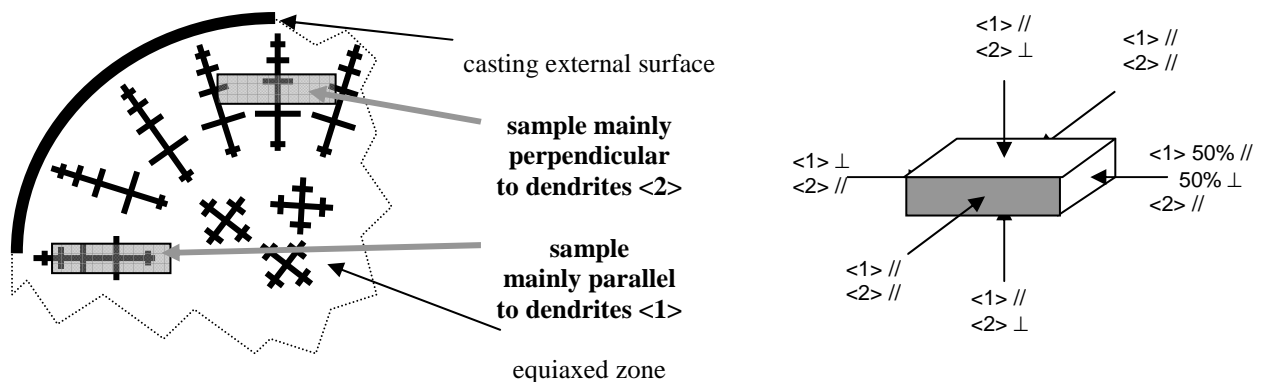 casting external surface
sample mainly
perpendicular
to dendrites <2>
sample
mainly parallel
to dendrites <1>
equiaxed zone
<1> //
<2> ⊥
<1> //
<2> //
<1> ⊥
<2> //
<1> 50% //
50% ⊥
<2> //
<1> //
<2> //
<1> //
<2> ⊥